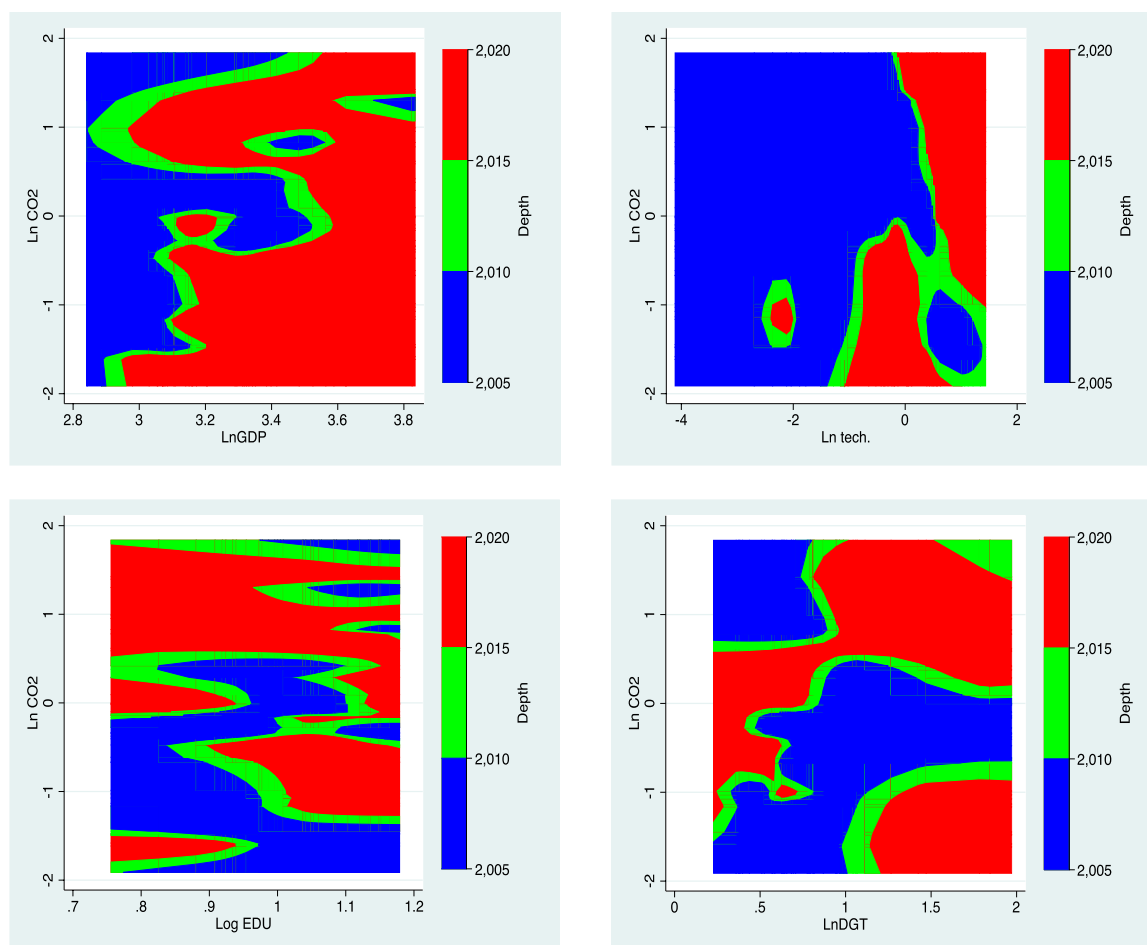 2
1
0
-1
-2
Ln CO2
2.8 3 3.2 3.4 3.6 3.8
LnGDP
2,020
2,015
2,010
2,005
Depth
2
1
0
-1
-2
Ln CO2
-4 -2 0 2
Ln tech.
2,020
2,015
2,010
2,005
Depth
2
1
0
-1
-2
Ln CO2
.7 .8 .9 1 1.1 1.2
Log EDU
2,020
2,015
2,010
2,005
Depth
2
1
0
-1
-2
Ln CO2
0 .5 1 1.5 2
LnDGT
2,020
2,015
2,010
2,005
Depth